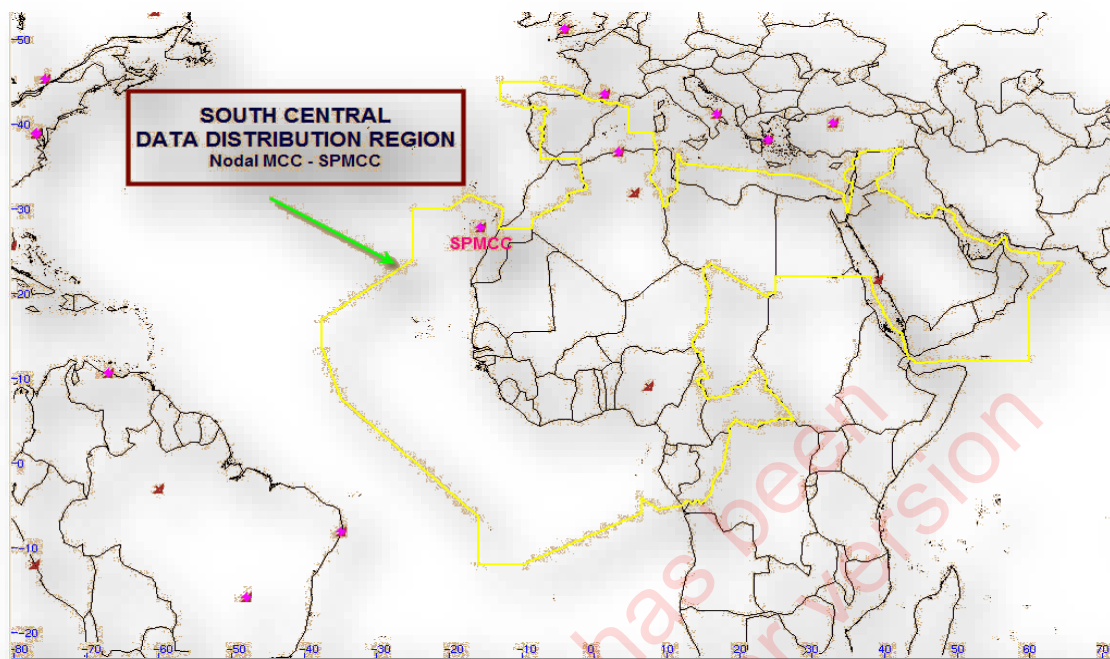 50
40
30
20
10
0
-10
-20
SOUTH CENTRAL
DATA DISTRIBUTION REGION
Nodal MCC - SPMCC
SPMCC
has been
version
-80 -70 -60 -50 -40 -30 -20 -10 0 10 20 30 40 50 60 70